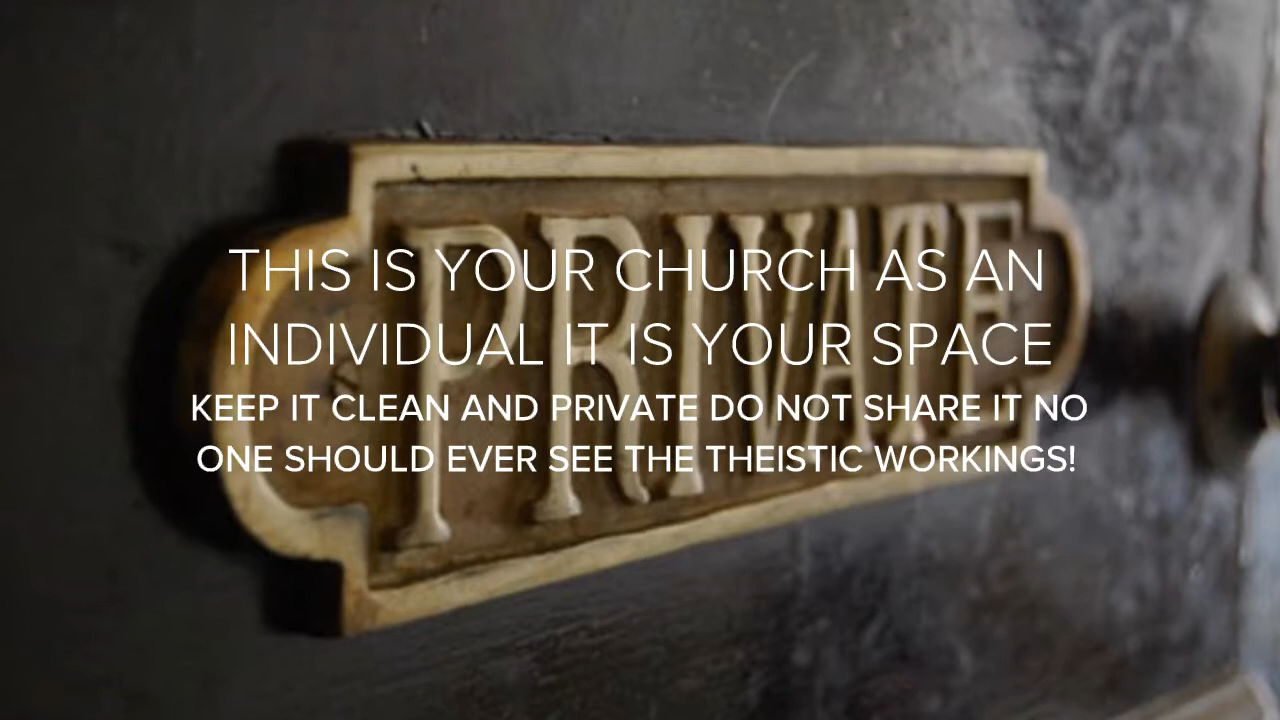 PRIVATE
THIS IS YOUR CHURCH AS AN
INDIVIDUAL IT IS YOUR SPACE
KEEP IT CLEAN AND PRIVATE DO NOT SHARE IT NO
ONE SHOULD EVER SEE THE THEISTIC WORKINGS!